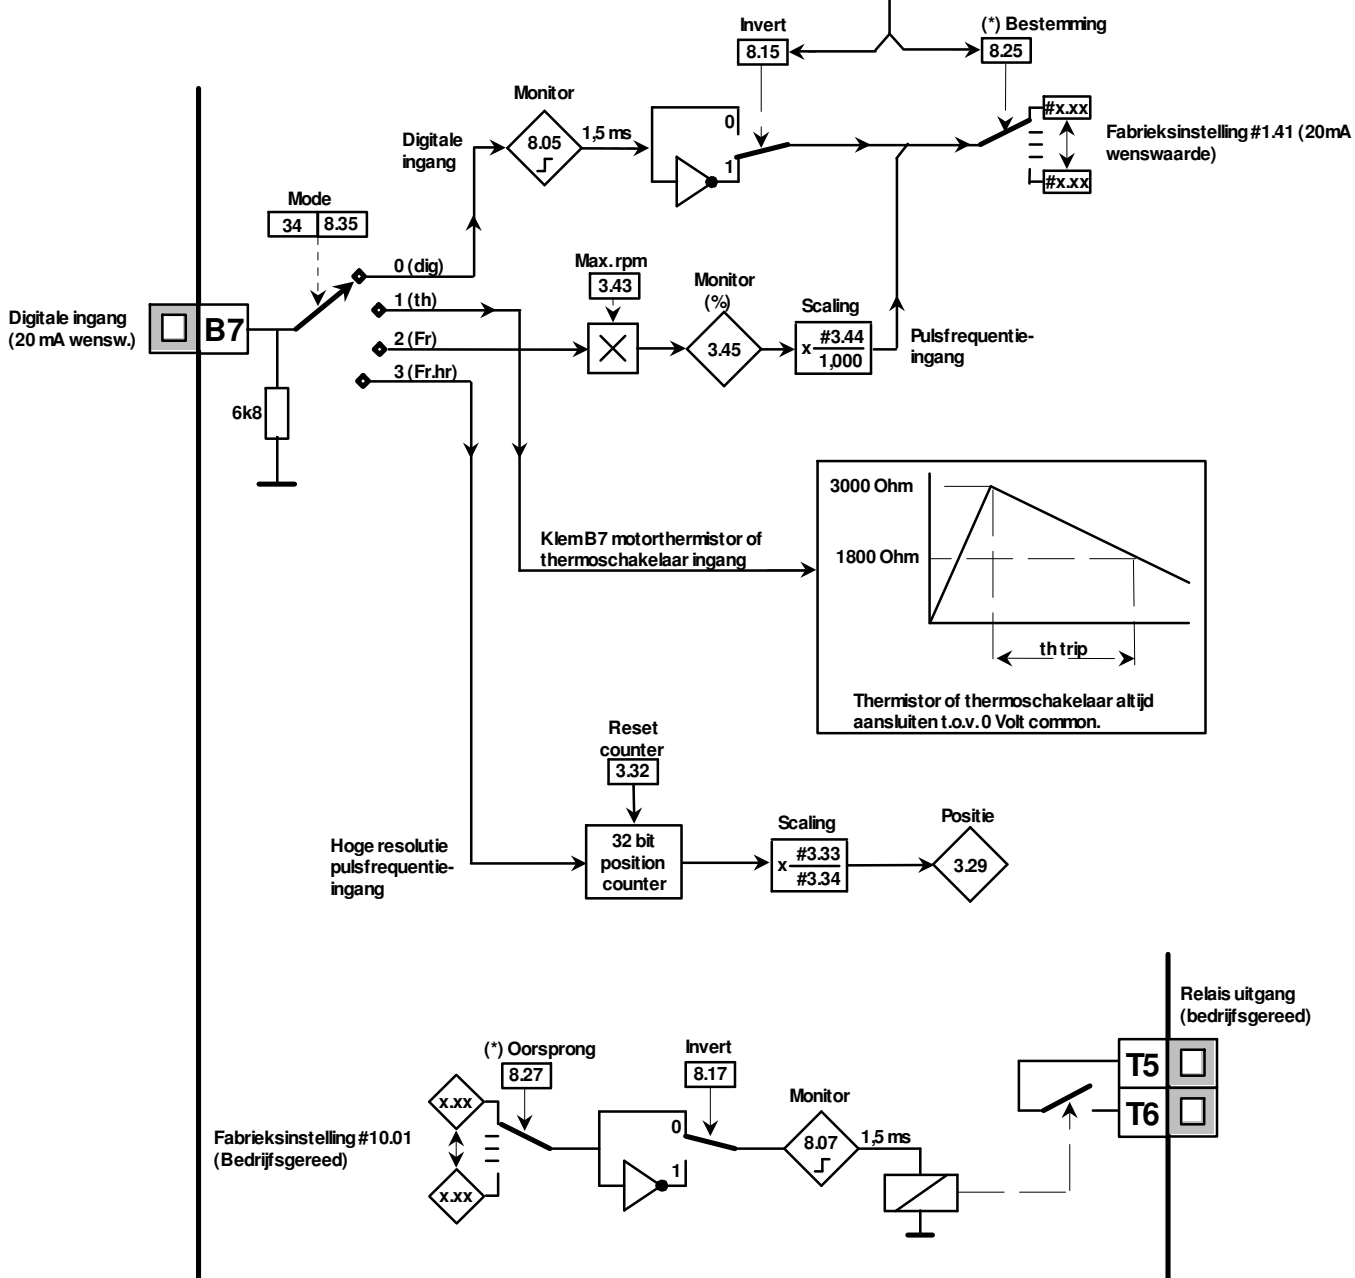 Invert
8.15
(*) Bestemming
8.25
Monitor
8.05
1,5 ms
Digitale
ingang
0
1
#x.xx
#x.xx
Fabrieksinstelling #1.41 (20mA
wenswaarde)
Mode
34 8.35
0 (dig)
1 (th)
2 (Fr)
3 (Fr.hr)
Digitale ingang
(20 mA wensw.)
B7
6k8
Max. rpm
3.43
Monitor
(%)
3.45
Scaling
x #3.44
1,000
Pulsfrequentie-
ingang
Klem B7 motorthermistor of
thermoschakelaar ingang
3000 Ohm
1800 Ohm
th trip
Thermistor of thermoschakelaar altijd
aansluiten t.o.v. 0 Volt common.
Reset
counter
3.32
Hoge resolutie
pulsfrequentie-
ingang
32 bit
position
counter
Scaling
x #3.33
#3.34
Positie
3.29
Relais uitgang
(bedrijfsgereed)
T5
T6
(*) Oorsprong
8.27
Invert
8.17
Monitor
8.07
1,5 ms
0
1
x.xx
x.xx
Fabrieksinstelling #10.01
(Bedrijfsgereed)